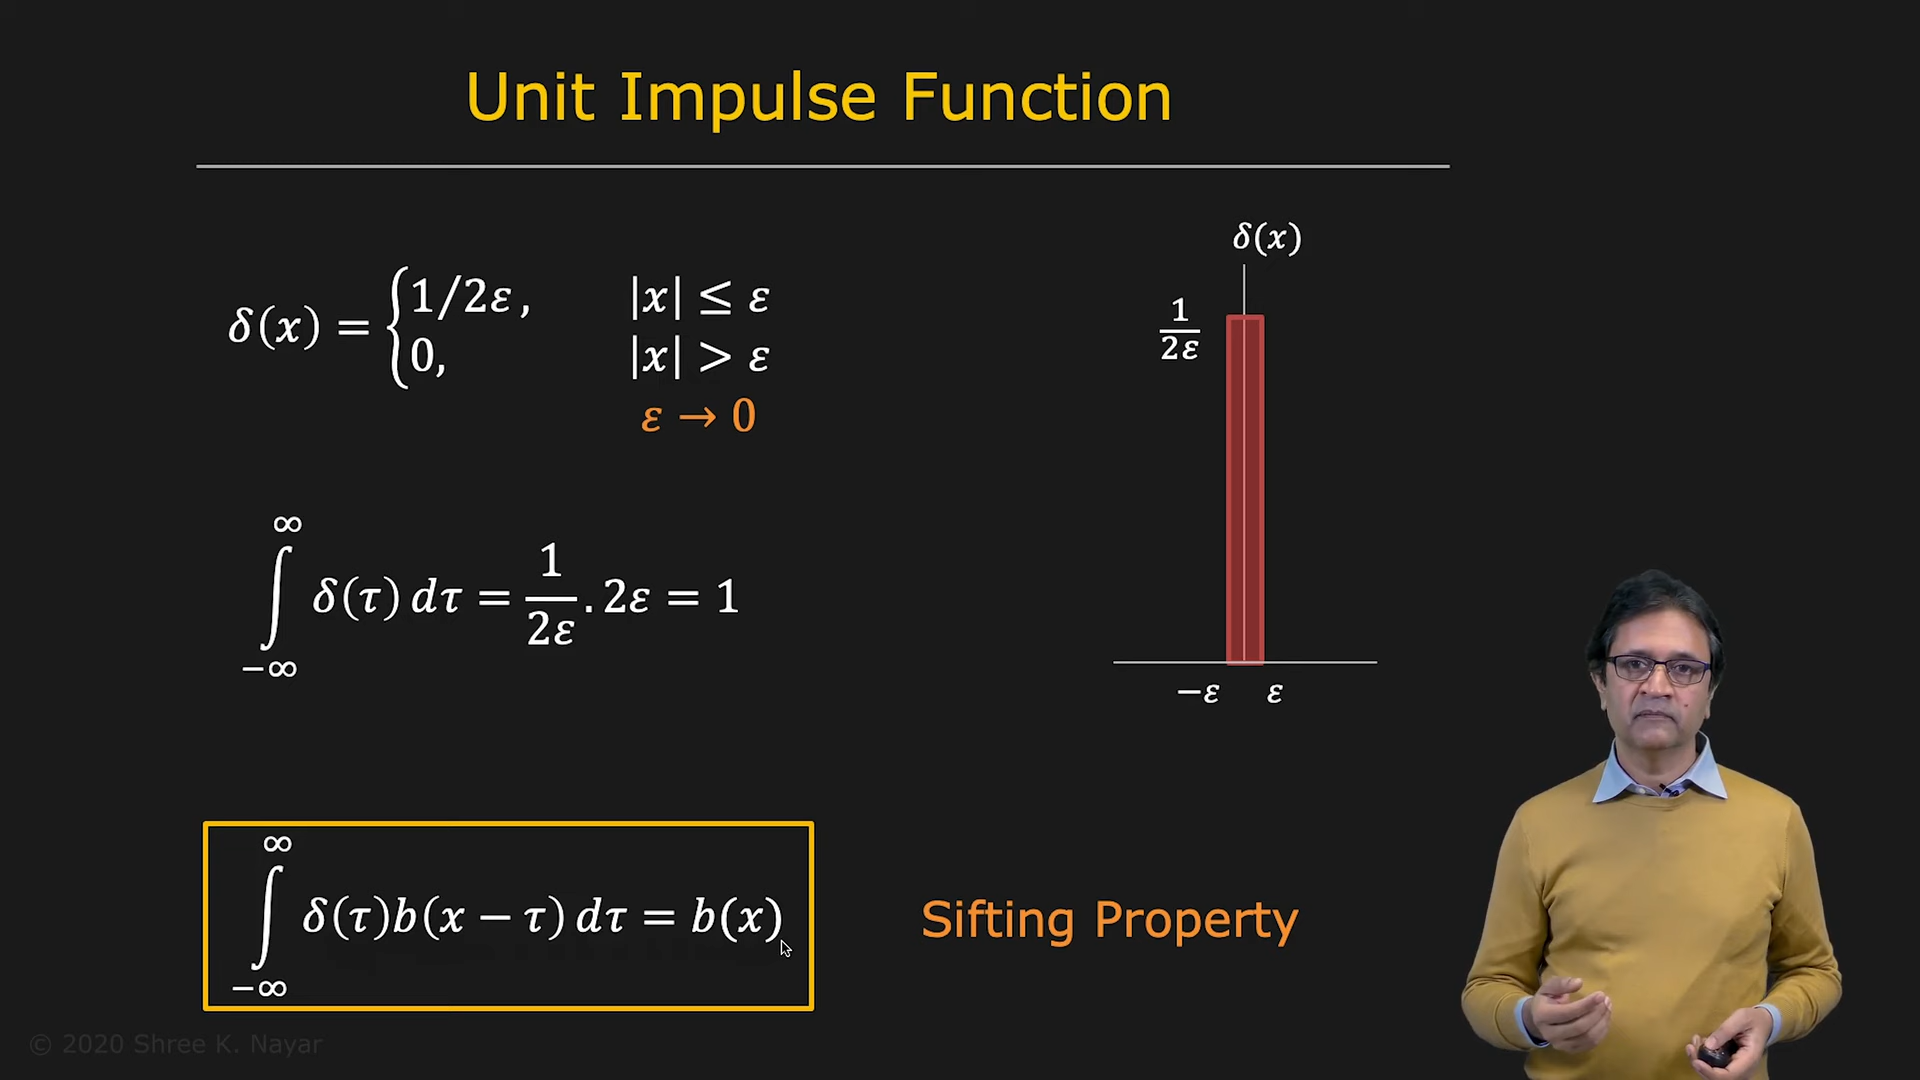 Unit Impulse Function
δ(x) = {1/2ε, |x| ≤ ε
0, |x| > ε
ε → 0
∞
∫ δ(τ) dτ = 1/2ε . 2ε = 1
−∞
∞
∫ δ(τ)b(x − τ) dτ = b(x)
−∞
Sifting Property
δ(x)
1/2ε
−ε ε
© 2020 Shree K. Nayar